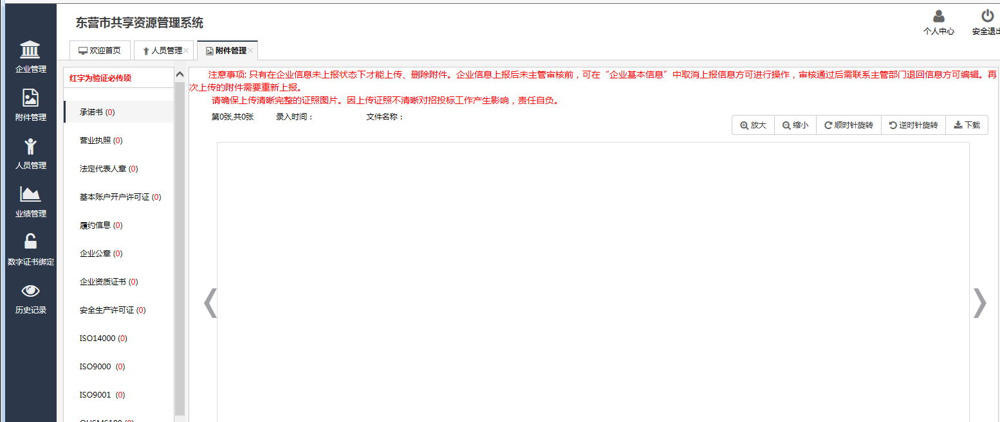 东营市共享资源管理系统
个人中心
安全退出
欢迎首页
人员管理
附件管理
企业管理
附件管理
人员管理
业绩管理
数字证书绑定
历史记录
红字为验证必传项
承诺书 (0)
营业执照 (0)
法定代表人章 (0)
基本账户开户许可证 (0)
履约信息 (0)
企业公章 (0)
企业资质证书 (0)
安全生产许可证 (0)
ISO14000 (0)
ISO9000 (0)
ISO9001 (0)
注意事项: 只有在企业信息未上报状态下才能上传、删除附件。企业信息上报后未主管审核前，可在“企业基本信息”中取消上报信息方可进行操作，审核通过后需联系主管部门退回信息方可编辑。再
次上传的附件需要重新上报。
请确保上传清晰完整的证照图片。因上传证照不清晰对招投标工作产生影响，责任自负。
第0张,共0张 录入时间： 文件名称：
放大 缩小 顺时针旋转 逆时针旋转 下载